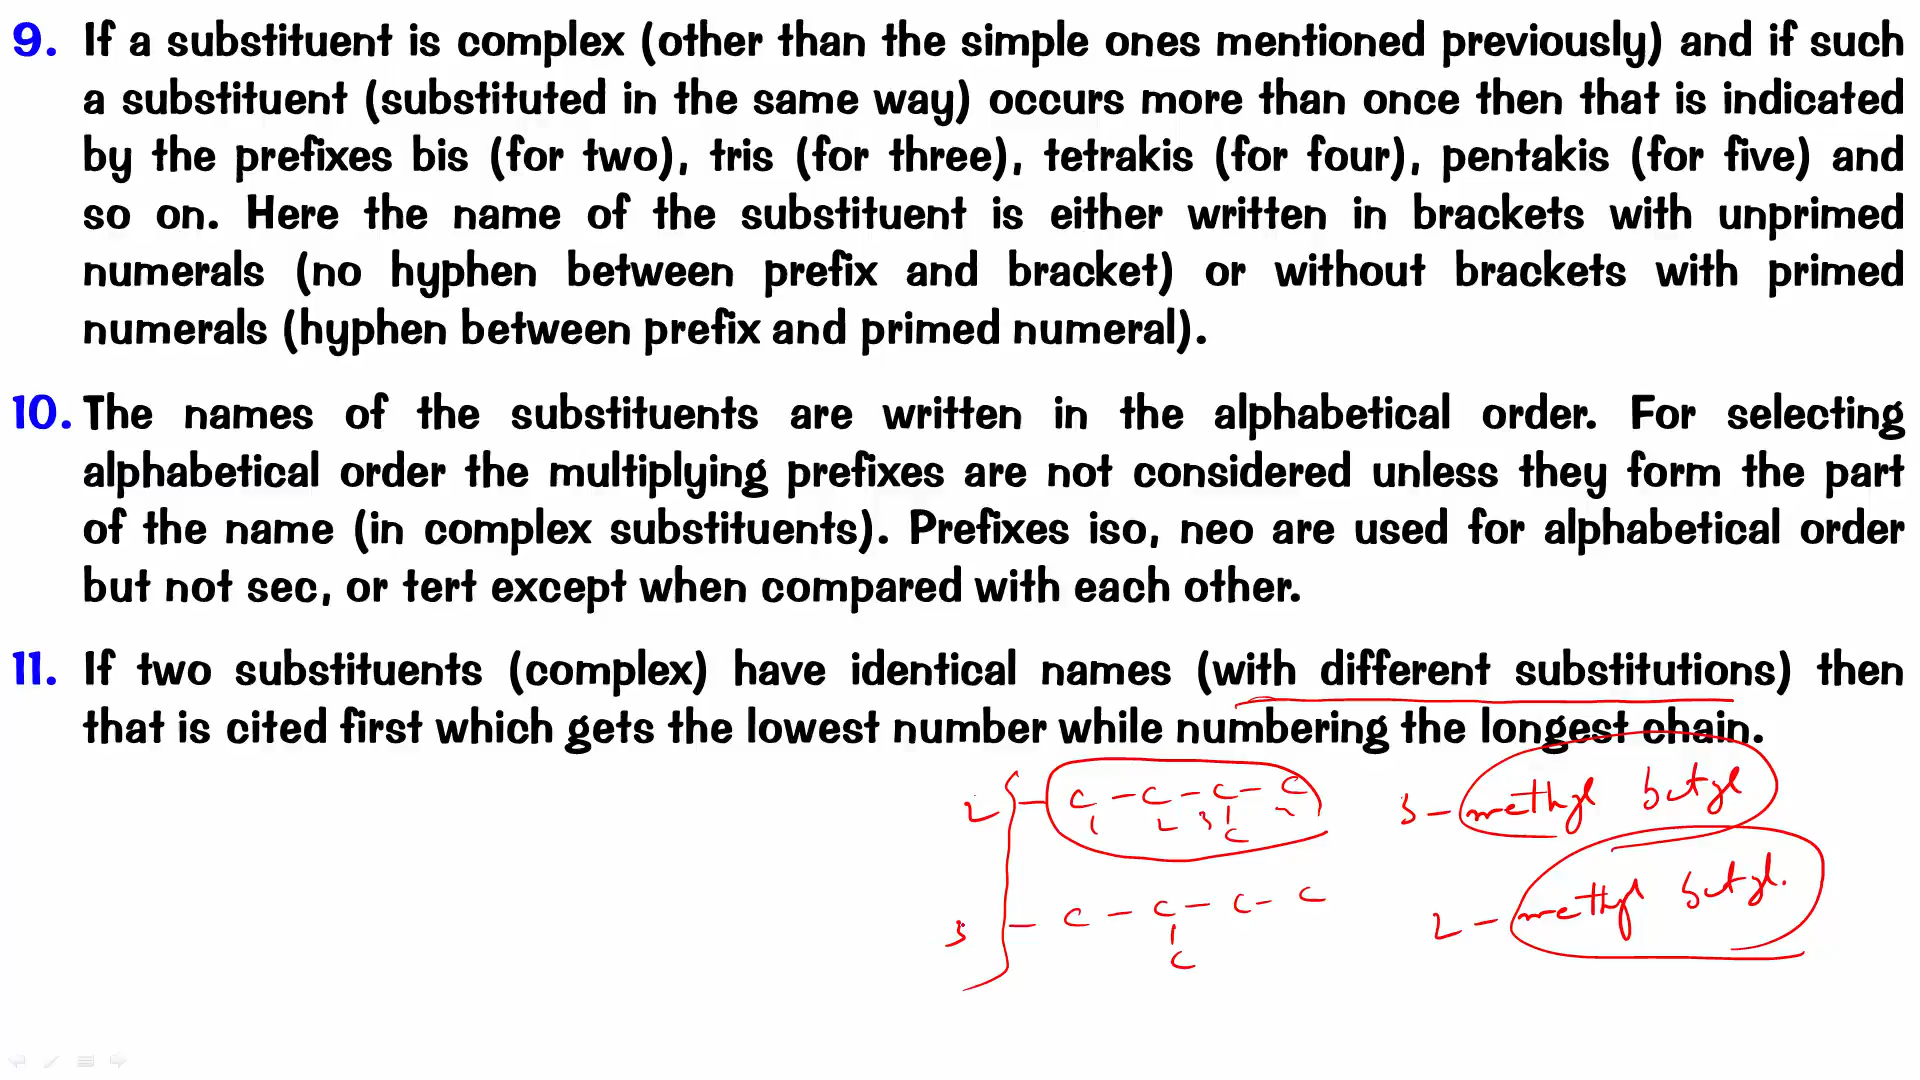 9. If a substituent is complex (other than the simple ones mentioned previously) and if such
a substituent (substituted in the same way) occurs more than once then that is indicated
by the prefixes bis (for two), tris (for three), tetrakis (for four), pentakis (for five) and
so on. Here the name of the substituent is either written in brackets with unprimed
numerals (no hyphen between prefix and bracket) or without brackets with primed
numerals (hyphen between prefix and primed numeral).
10. The names of the substituents are written in the alphabetical order. For selecting
alphabetical order the multiplying prefixes are not considered unless they form the part
of the name (in complex substituents). Prefixes iso, neo are used for alphabetical order
but not sec, or tert except when compared with each other.
11. If two substituents (complex) have identical names (with different substitutions) then
that is cited first which gets the lowest number while numbering the longest chain.
2 - C - C - C - C 3 - methyl butyl
1 2 3
C
3 - C - C - C - C 2 - methyl butyl.
C